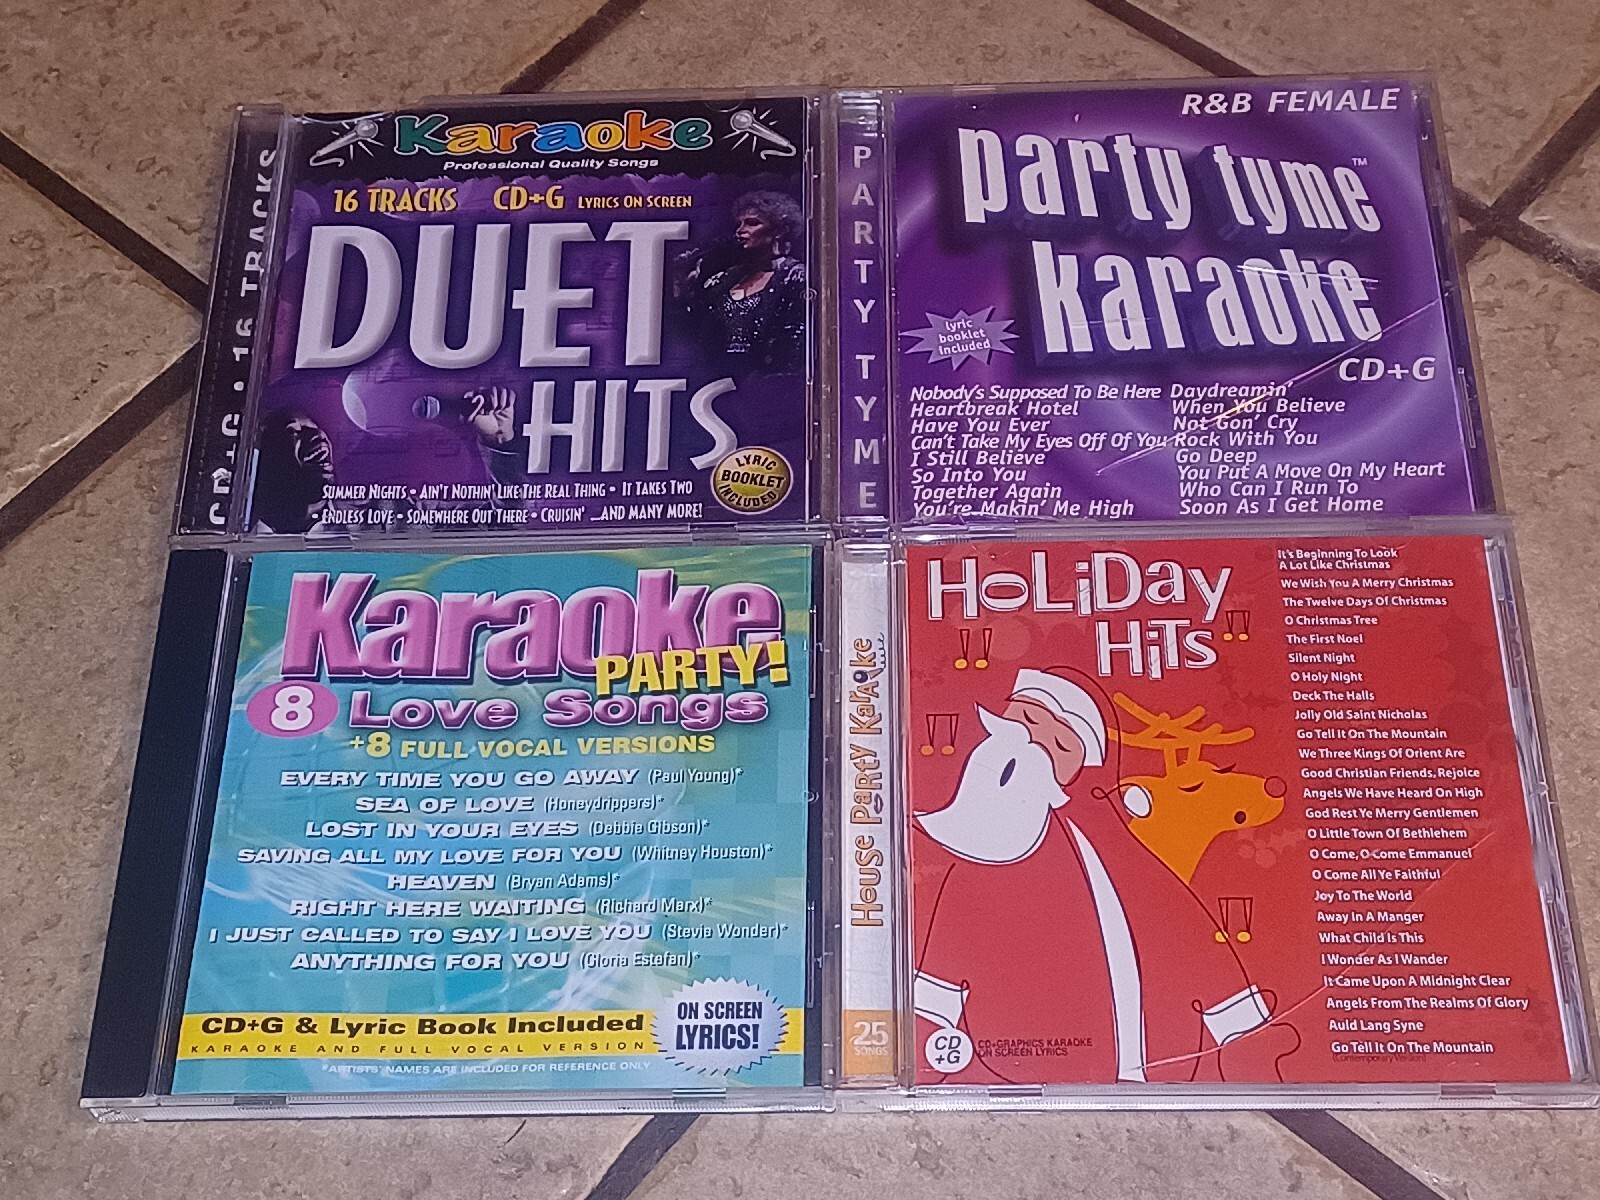 CD+G • 16 TRACKS
Karaoke
Professional Quality Songs
16 TRACKS CD+G LYRICS ON SCREEN
DUET
HITS
LYRIC
BOOKLET
INCLUDED
SUMMER NIGHTS • AIN'T NOTHIN' LIKE THE REAL THING • IT TAKES TWO
• ENDLESS LOVE • SOMEWHERE OUT THERE • CRUISIN' ...AND MANY MORE!
PARTY TYME
R&B FEMALE
party tyme™
karaoke
CD+G
lyric
booklet
included
Nobody's Supposed To Be Here
Heartbreak Hotel
Have You Ever
Can't Take My Eyes Off Of You
I Still Believe
So Into You
Together Again
You're Makin' Me High
Daydreamin'
When You Believe
Not Gon' Cry
Rock With You
Go Deep
You Put A Move On My Heart
Who Can I Run To
Soon As I Get Home
Karaoke
PARTY!
8 Love Songs
+8 FULL VOCAL VERSIONS
EVERY TIME YOU GO AWAY (Paul Young)*
SEA OF LOVE (Honeydrippers)*
LOST IN YOUR EYES (Debbie Gibson)*
SAVING ALL MY LOVE FOR YOU (Whitney Houston)*
HEAVEN (Bryan Adams)*
RIGHT HERE WAITING (Richard Marx)*
I JUST CALLED TO SAY I LOVE YOU (Stevie Wonder)*
ANYTHING FOR YOU (Gloria Estefan)*
CD+G & Lyric Book Included
KARAOKE AND FULL VOCAL VERSION
ON SCREEN
LYRICS!
*ARTISTS' NAMES ARE INCLUDED FOR REFERENCE ONLY
House Party Karaoke
25
SONGS
HoLiDay
HiTs
It's Beginning To Look
A Lot Like Christmas
We Wish You A Merry Christmas
The Twelve Days Of Christmas
O Christmas Tree
The First Noel
Silent Night
O Holy Night
Deck The Halls
Jolly Old Saint Nicholas
Go Tell It On The Mountain
We Three Kings Of Orient Are
Good Christian Friends, Rejoice
Angels We Have Heard On High
God Rest Ye Merry Gentlemen
O Little Town Of Bethlehem
O Come, O Come Emmanuel
O Come All Ye Faithful
Joy To The World
Away In A Manger
What Child Is This
I Wonder As I Wander
It Came Upon A Midnight Clear
Angels From The Realms Of Glory
Auld Lang Syne
Go Tell It On The Mountain
(Contemporary Version)
CD
+G
CD+GRAPHICS KARAOKE
ON SCREEN LYRICS